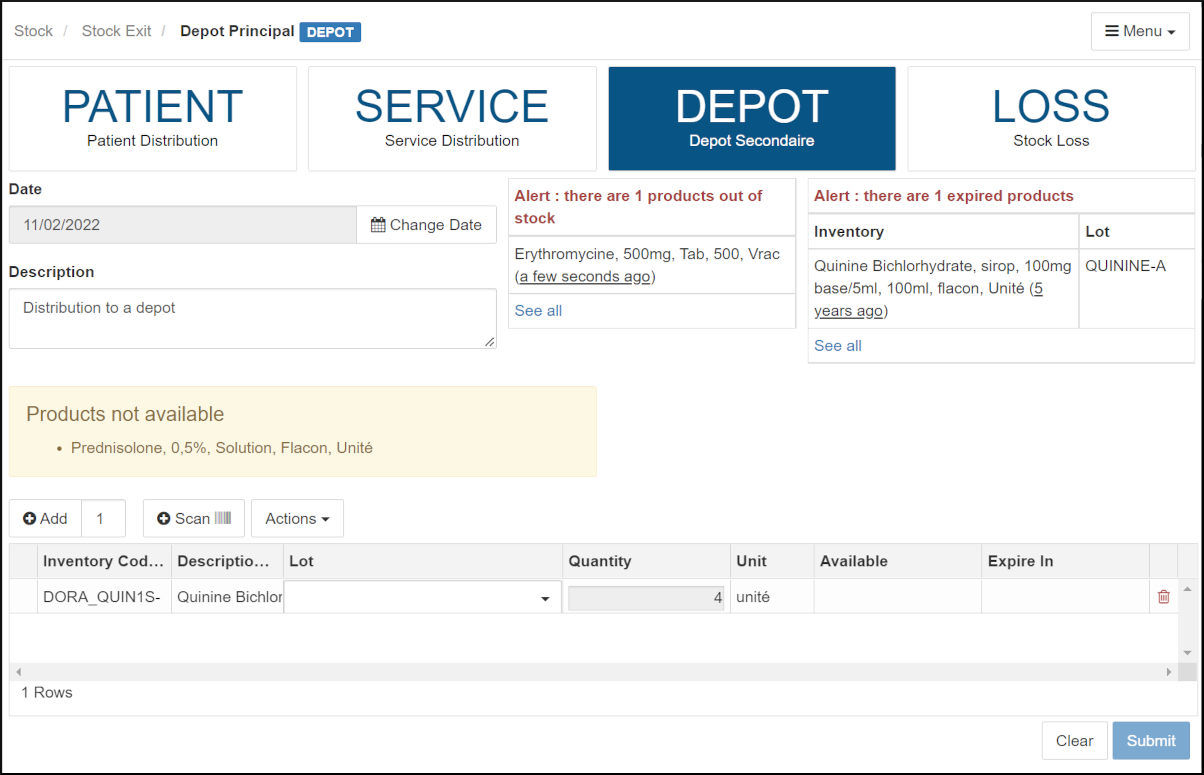 Stock / Stock Exit / Depot Principal DEPOT
Menu
PATIENT
Patient Distribution
SERVICE
Service Distribution
DEPOT
Depot Secondaire
LOSS
Stock Loss
Date
11/02/2022
Change Date
Description
Distribution to a depot
Alert : there are 1 products out of
stock
Erythromycine, 500mg, Tab, 500, Vrac
(a few seconds ago)
See all
Alert : there are 1 expired products
Inventory Lot
Quinine Bichlorhydrate, sirop, 100mg QUININE-A
base/5ml, 100ml, flacon, Unité (5
years ago)
See all
Products not available
• Prednisolone, 0,5%, Solution, Flacon, Unité
Add 1 Scan Actions
Inventory Cod... Descriptio... Lot Quantity Unit Available Expire In
DORA_QUIN1S- Quinine Bichlor 4 unité
1 Rows
Clear Submit